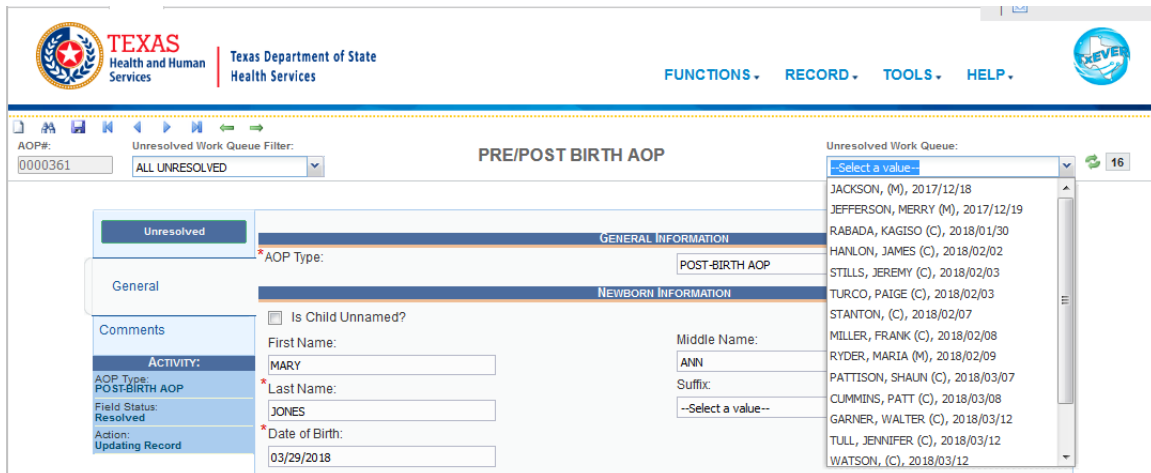 TEXAS
Health and Human
Services
Texas Department of State
Health Services
FUNCTIONS
RECORD
TOOLS
HELP
TxEVER
AOP#:
Unresolved Work Queue Filter:
Unresolved Work Queue:
0000361
ALL UNRESOLVED
PRE/POST BIRTH AOP
--Select a value--
16
JACKSON, (M), 2017/12/18
JEFFERSON, MERRY (M), 2017/12/19
RABADA, KAGISO (C), 2018/01/30
HANLON, JAMES (C), 2018/02/02
STILLS, JEREMY (C), 2018/02/03
TURCO, PAIGE (C), 2018/02/03
STANTON, (C), 2018/02/07
MILLER, FRANK (C), 2018/02/08
RYDER, MARIA (M), 2018/02/09
PATTISON, SHAUN (C), 2018/03/07
CUMMINS, PATT (C), 2018/03/08
GARNER, WALTER (C), 2018/03/12
TULL, JENNIFER (C), 2018/03/12
WATSON, (C), 2018/03/12
Unresolved
General
Comments
ACTIVITY:
AOP Type:
POST-BIRTH AOP
Field Status:
Resolved
Action:
Updating Record
GENERAL INFORMATION
*AOP Type:
POST-BIRTH AOP
NEWBORN INFORMATION
Is Child Unnamed?
First Name:
MARY
Middle Name:
ANN
*Last Name:
JONES
Suffix:
--Select a value--
*Date of Birth:
03/29/2018